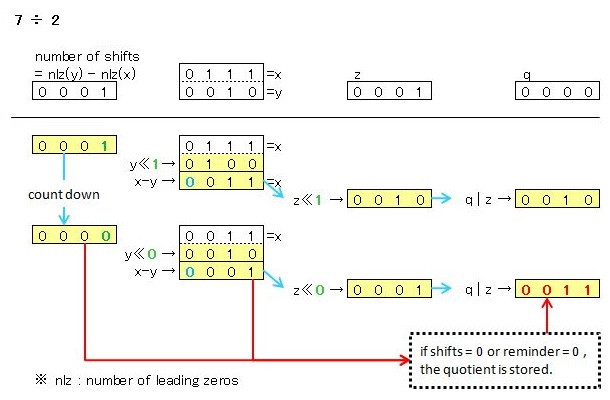 7 ÷ 2
number of shifts
= nlz(y) − nlz(x)
0 0 0 1
0 1 1 1 =x
0 0 1 0 =y
z
0 0 0 1
q
0 0 0 0
0 0 0 1
0 1 1 1 =x
y≪1 → 0 1 0 0
x−y → 0 0 1 1 =x
z≪1 → 0 0 1 0
q | z → 0 0 1 0
count down
0 0 0 0
0 0 1 1 =x
y≪0 → 0 0 1 0
x−y → 0 0 0 1
z≪0 → 0 0 0 1
q | z → 0 0 1 1
if shifts = 0 or reminder = 0 ,
the quotient is stored.
※ nlz : number of leading zeros